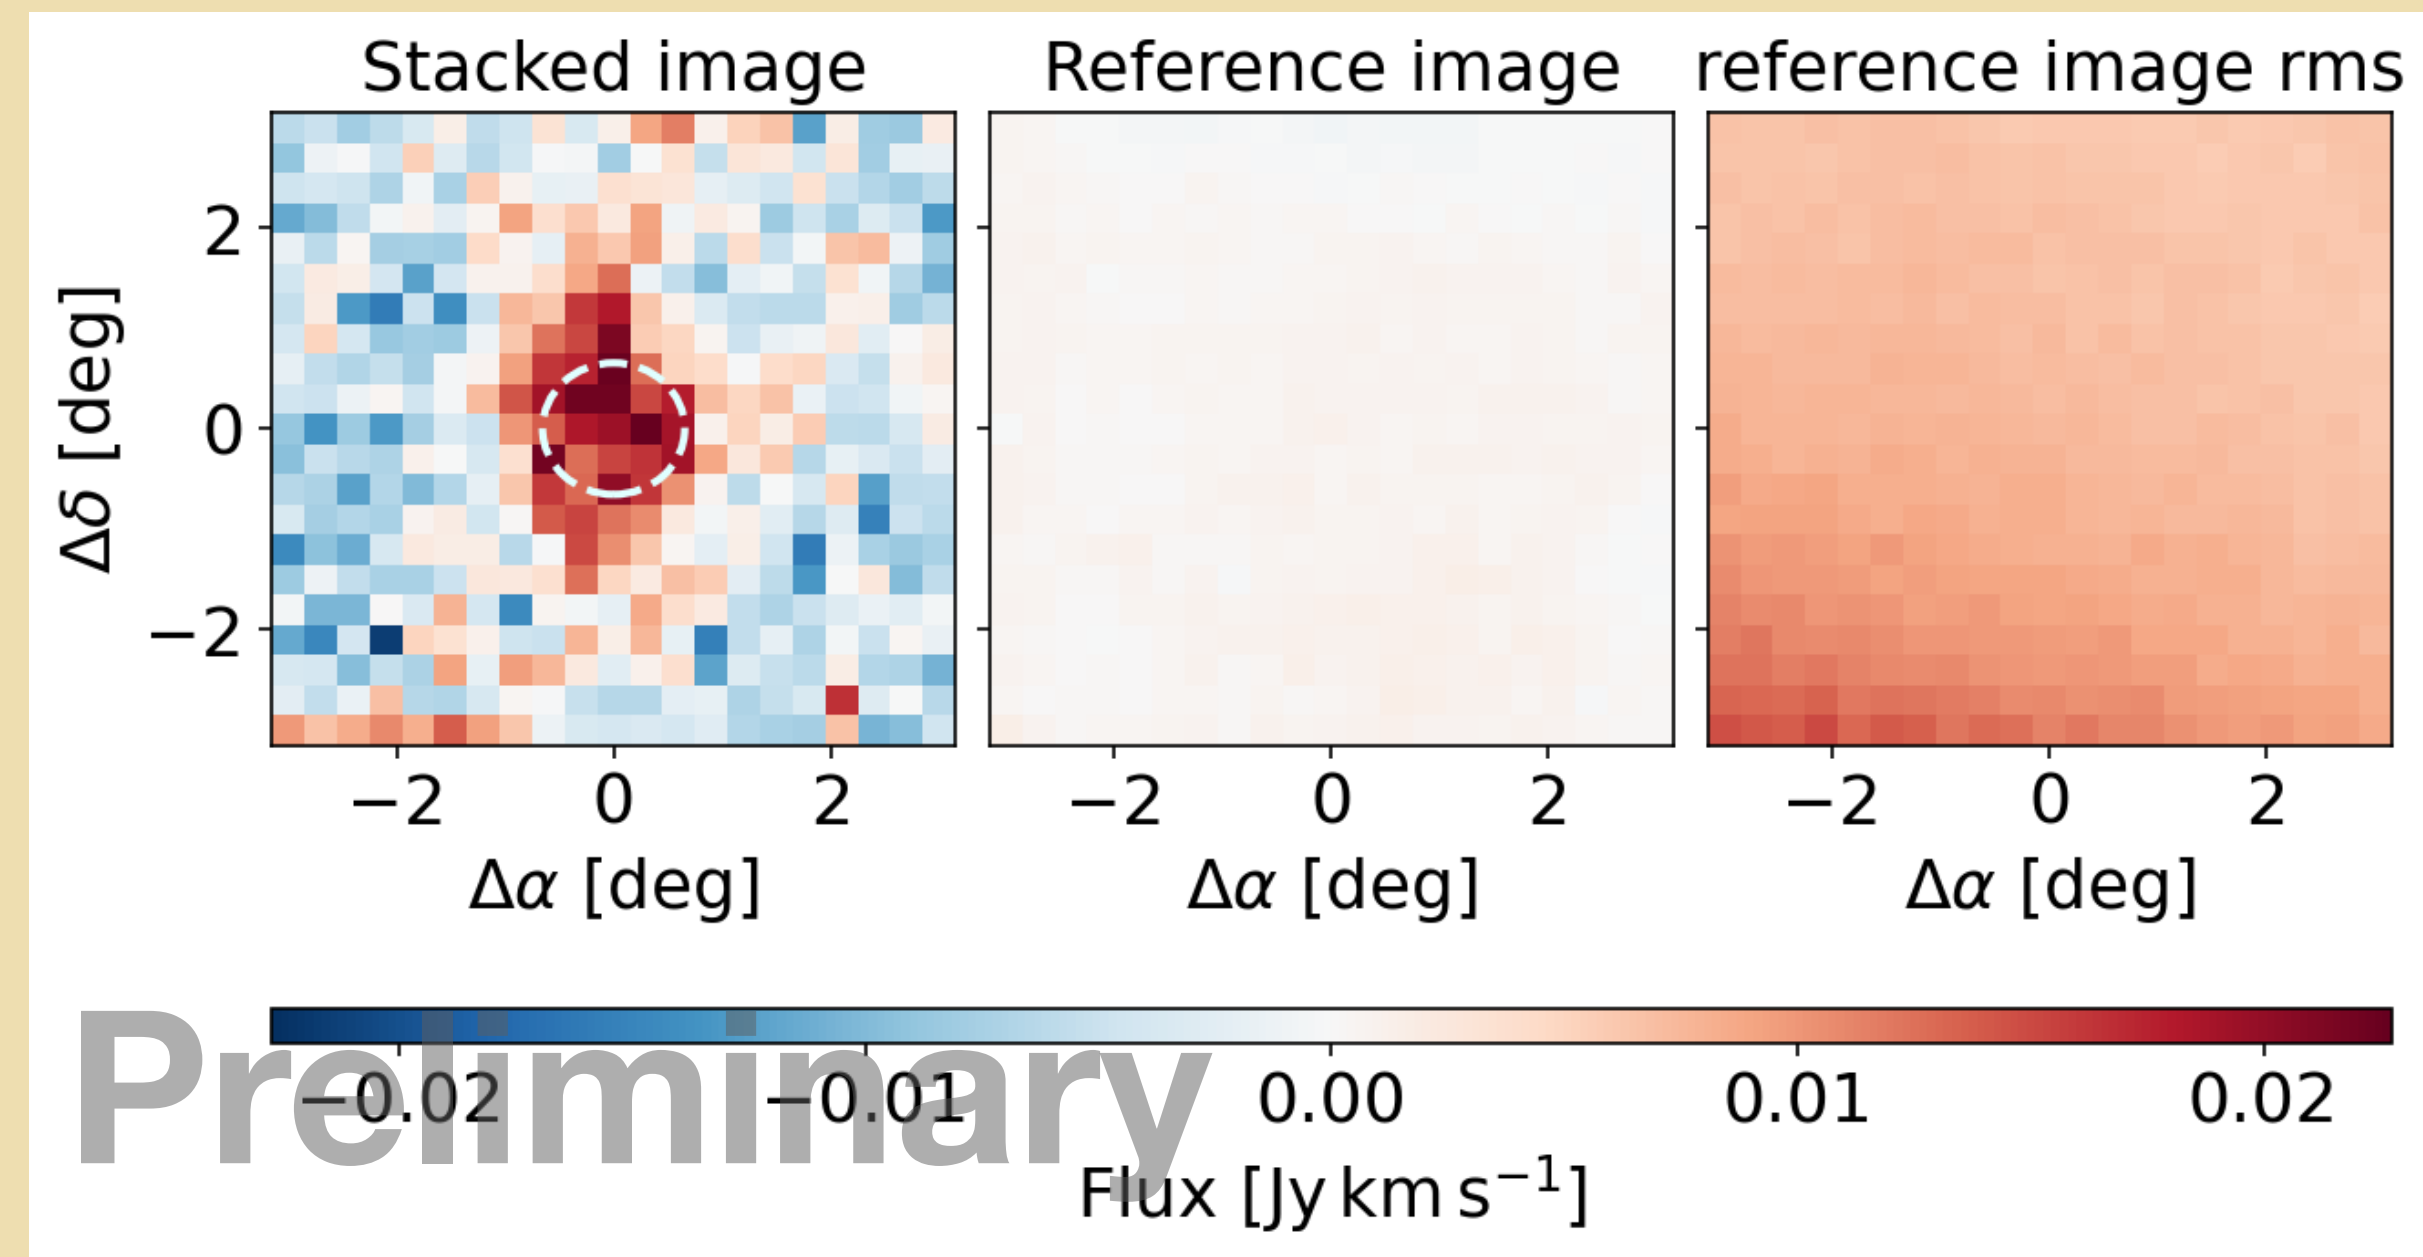 Stacked image
Reference image
reference image rms
Δδ [deg]
2
0
−2
−2 0 2
−2 0 2
−2 0 2
Δα [deg]
Δα [deg]
Δα [deg]
−0.02 −0.01 0.00 0.01 0.02
Preliminary
Flux [Jy km s⁻¹]